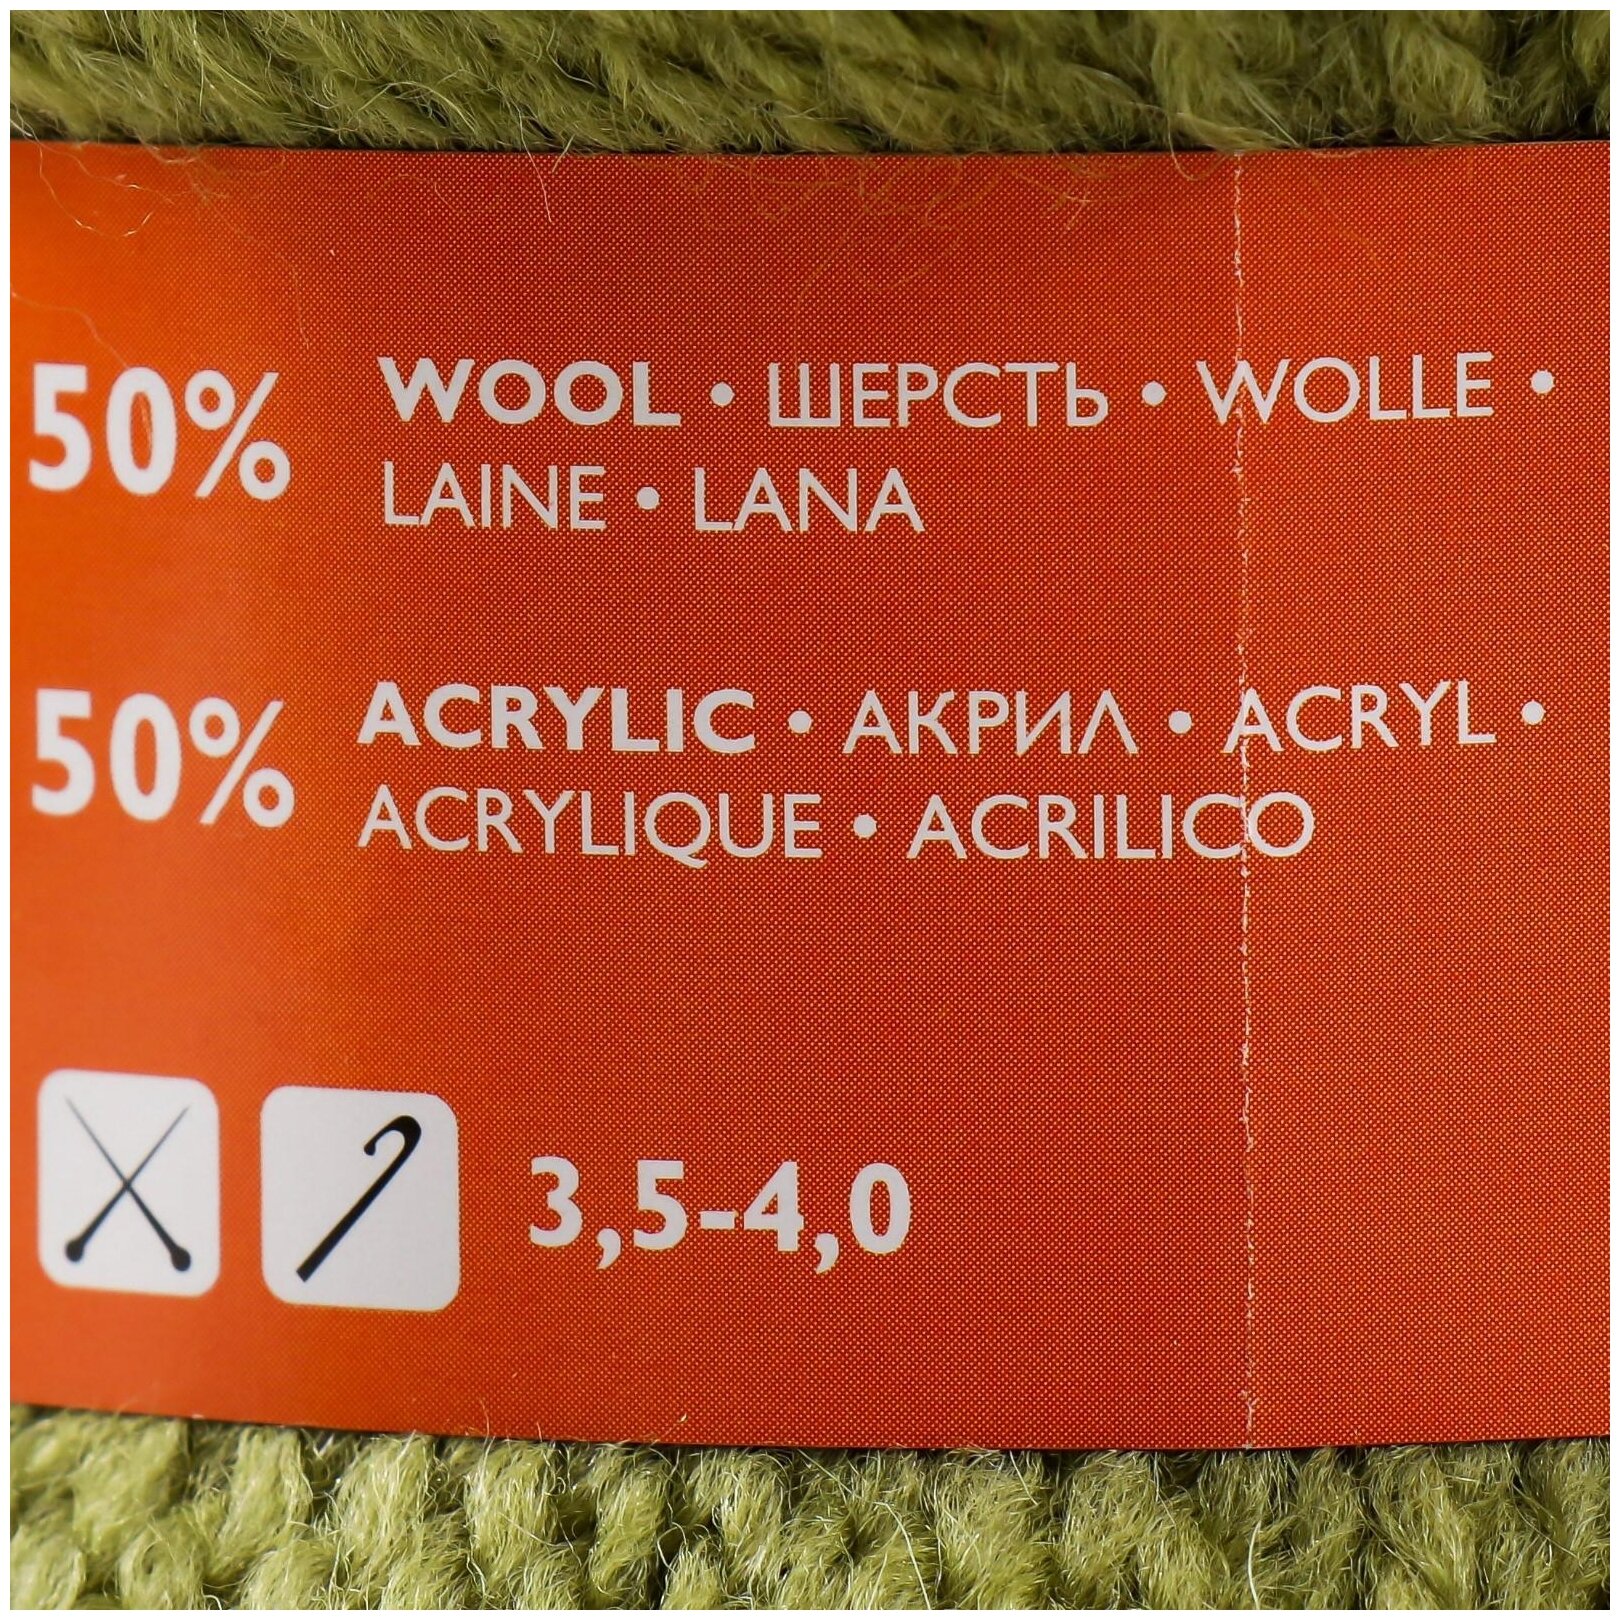 50% WOOL • ШЕРСТЬ • WOLLE •
LAINE • LANA
50% ACRYLIC • АКРИЛ • ACRYL •
ACRYLIQUE • ACRILICO
3,5-4,0